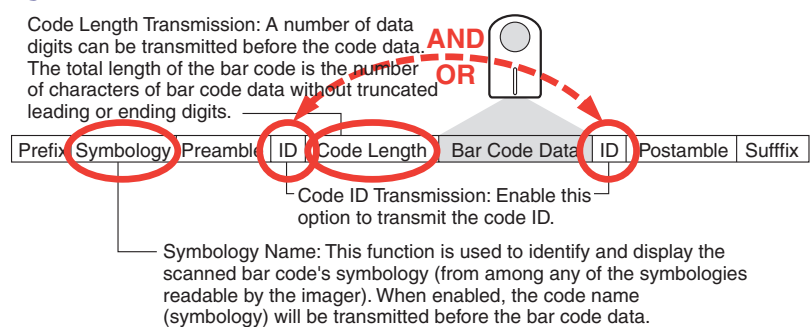 Code Length Transmission: A number of data
digits can be transmitted before the code data.
The total length of the bar code is the number
of characters of bar code data without truncated
leading or ending digits.
AND
OR
Prefix Symbology Preamble ID Code Length Bar Code Data ID Postamble Sufffix
Code ID Transmission: Enable this
option to transmit the code ID.
Symbology Name: This function is used to identify and display the
scanned bar code's symbology (from among any of the symbologies
readable by the imager). When enabled, the code name
(symbology) will be transmitted before the bar code data.